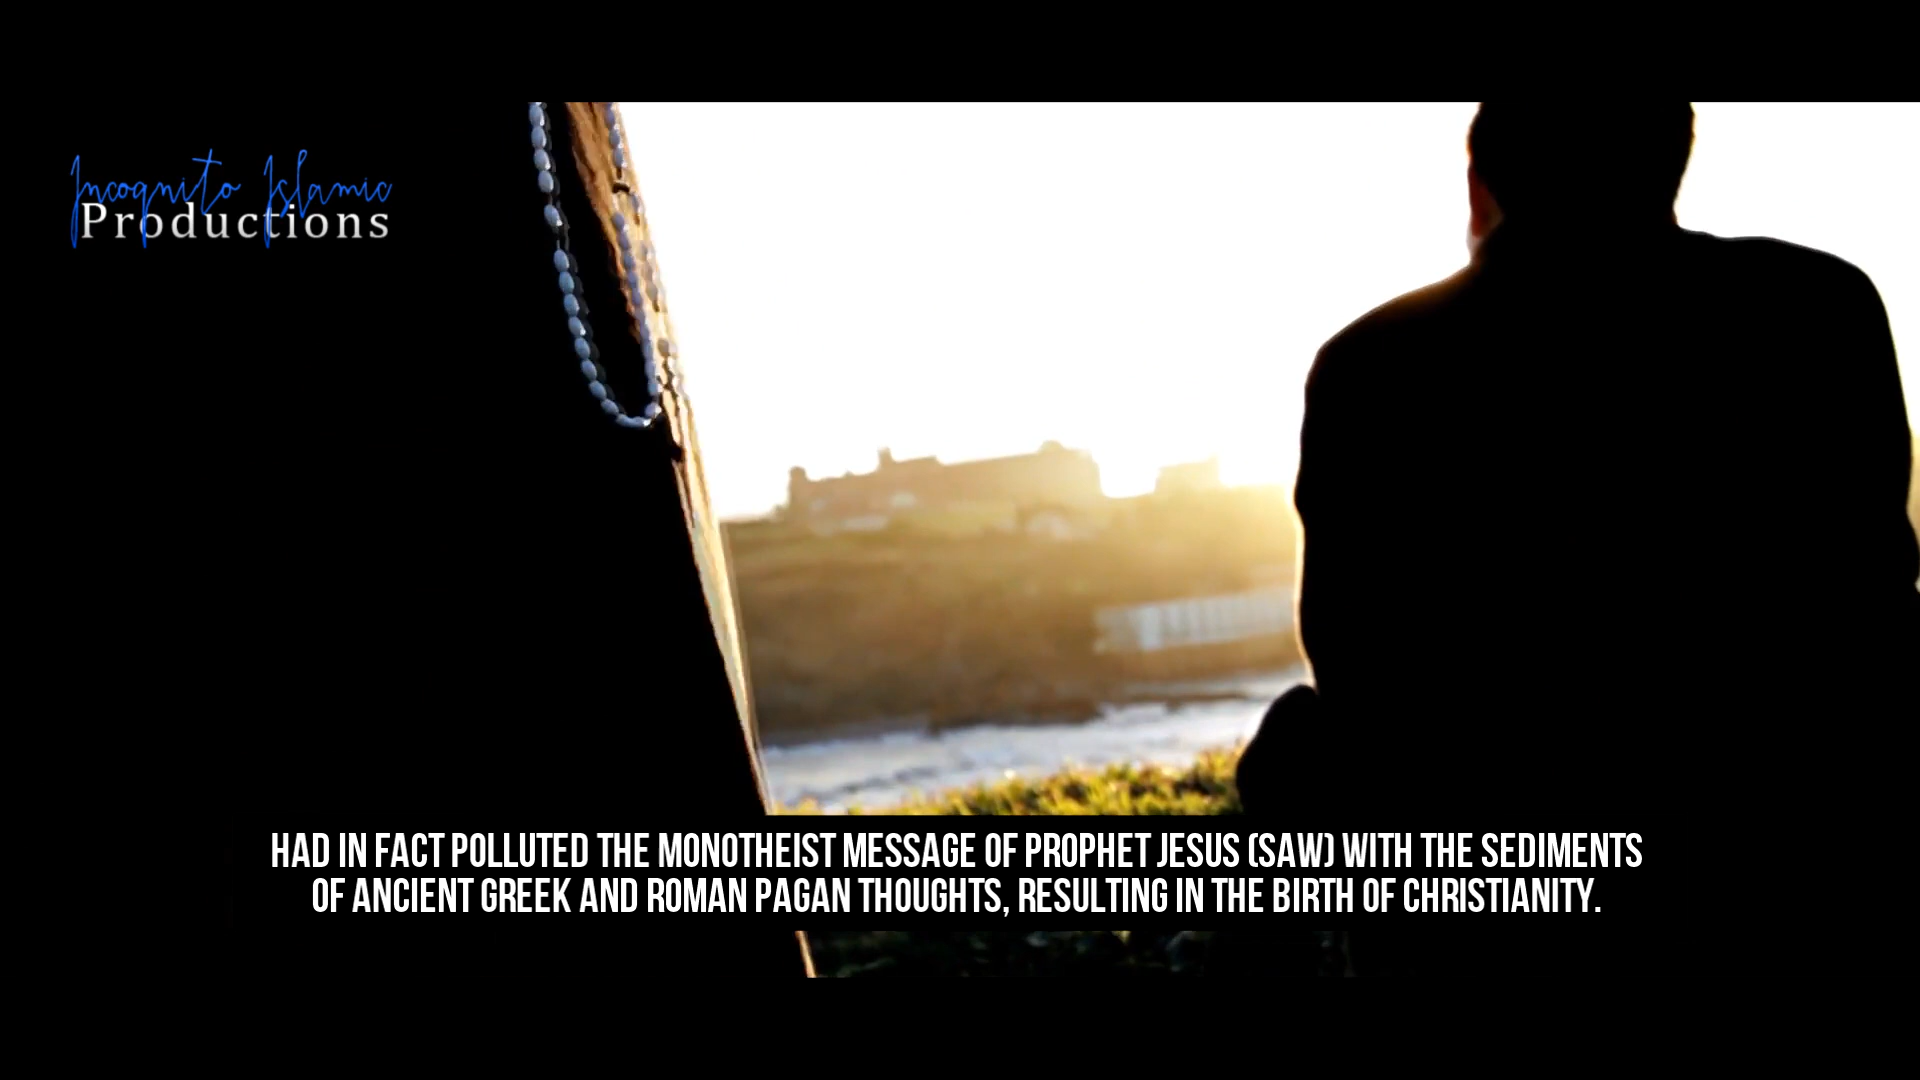 Incognito Islamic
Productions
HAD IN FACT POLLUTED THE MONOTHEIST MESSAGE OF PROPHET JESUS (SAW) WITH THE SEDIMENTS
OF ANCIENT GREEK AND ROMAN PAGAN THOUGHTS, RESULTING IN THE BIRTH OF CHRISTIANITY.